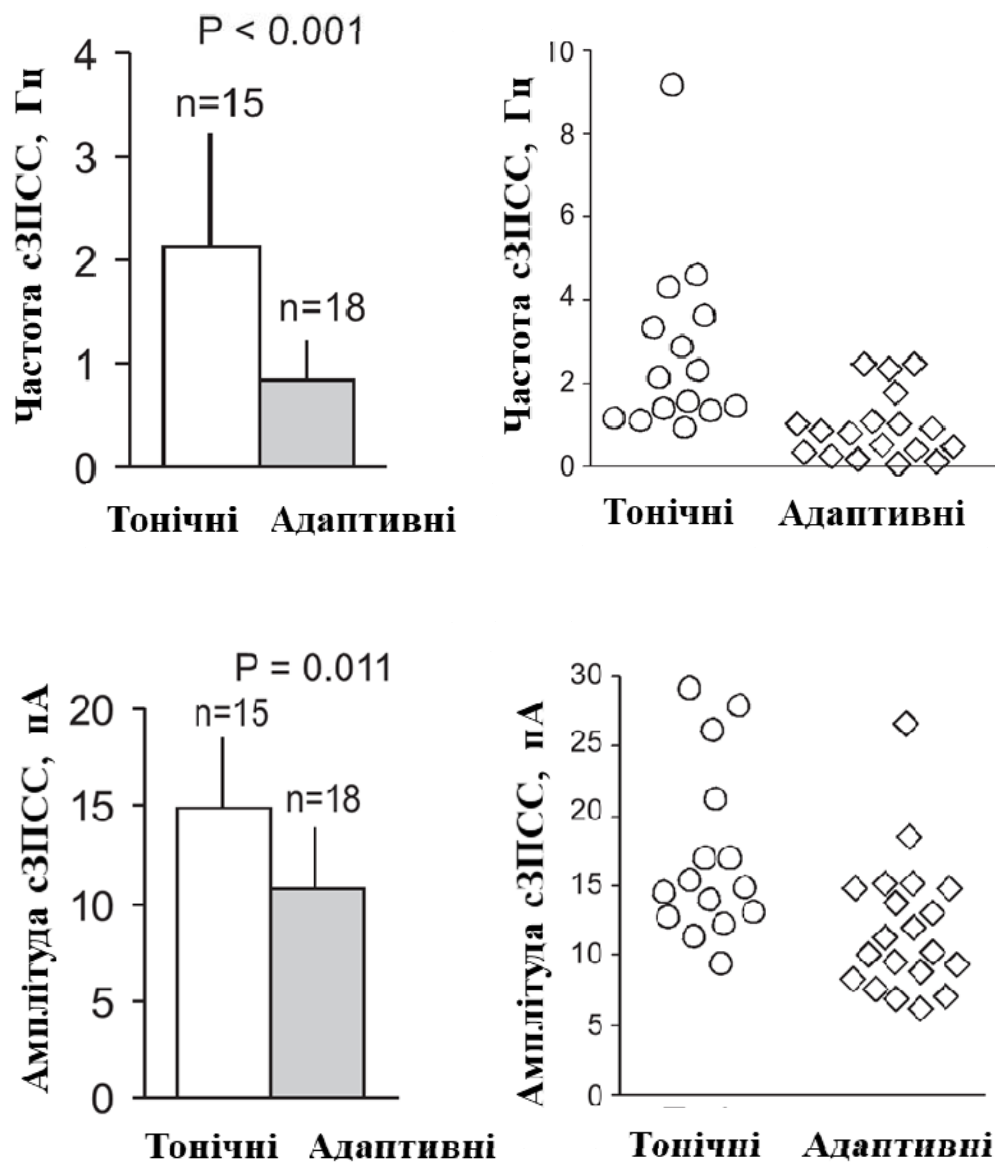 P < 0.001
Частота сЗПСС, Гц
4
3
2
1
0
n=15
n=18
Тонічні Адаптивні
Частота сЗПСС, Гц
10
8
6
4
2
0
Тонічні Адаптивні
P = 0.011
Амплітуда сЗПСС, пА
20
15
10
5
0
n=15
n=18
Тонічні Адаптивні
Амплітуда сЗПСС, пА
30
25
20
15
10
5
0
Тонічні Адаптивні